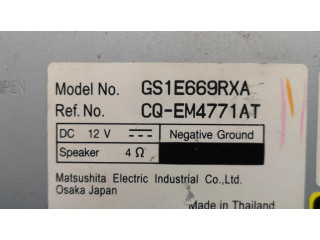 OPEN
Model No. GS1E669RXA
Ref. No. CQ-EM4771AT
DC 12 V Negative Ground
Speaker 4 Ω
Matsushita Electric Industrial Co., Ltd.
Osaka Japan
Made in Thailand